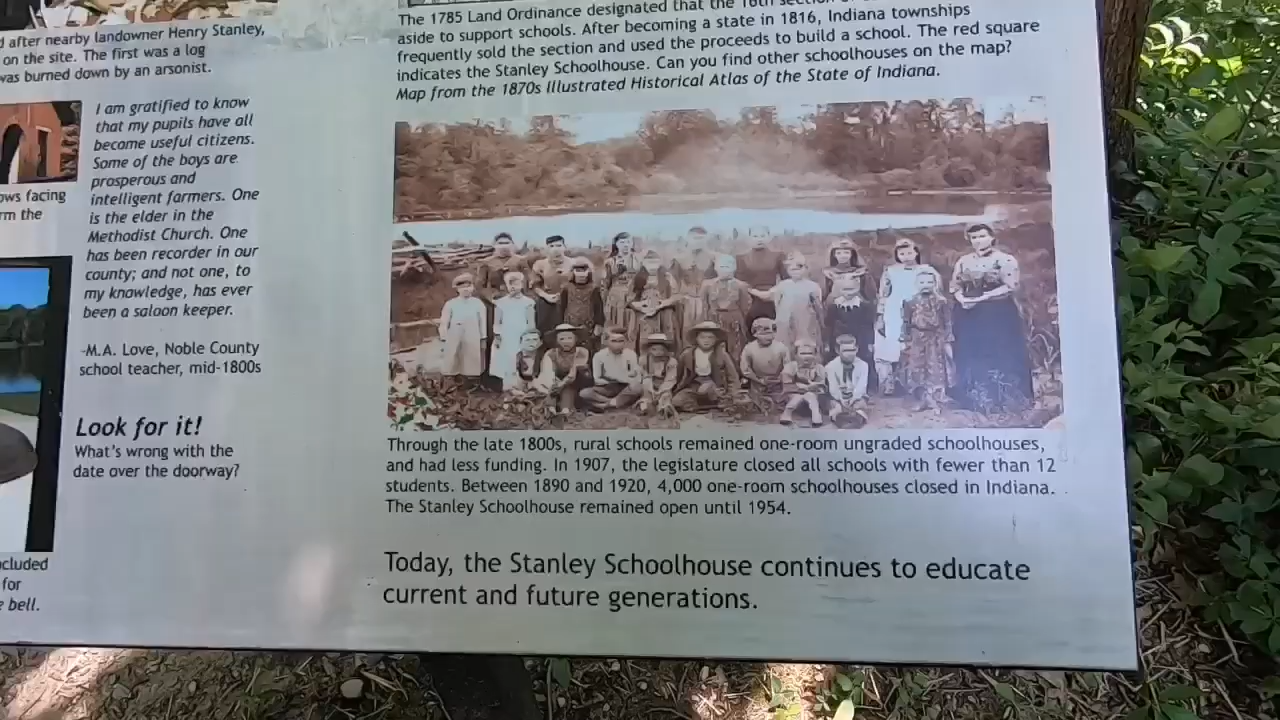 after nearby landowner Henry Stanley,
on the site. The first was a log
was burned down by an arsonist.
I am gratified to know
that my pupils have all
become useful citizens.
Some of the boys are
prosperous and
intelligent farmers. One
is the elder in the
Methodist Church. One
has been recorder in our
county; and not one, to
my knowledge, has ever
been a saloon keeper.
-M.A. Love, Noble County
school teacher, mid-1800s
Look for it!
What's wrong with the
date over the doorway?
facing
the
for
bell.
The 1785 Land Ordinance designated that the 16th section
aside to support schools. After becoming a state in 1816, Indiana townships
frequently sold the section and used the proceeds to build a school. The red square
indicates the Stanley Schoolhouse. Can you find other schoolhouses on the map?
Map from the 1870s Illustrated Historical Atlas of the State of Indiana.
Through the late 1800s, rural schools remained one-room ungraded schoolhouses,
and had less funding. In 1907, the legislature closed all schools with fewer than 12
students. Between 1890 and 1920, 4,000 one-room schoolhouses closed in Indiana.
The Stanley Schoolhouse remained open until 1954.
Today, the Stanley Schoolhouse continues to educate
current and future generations.